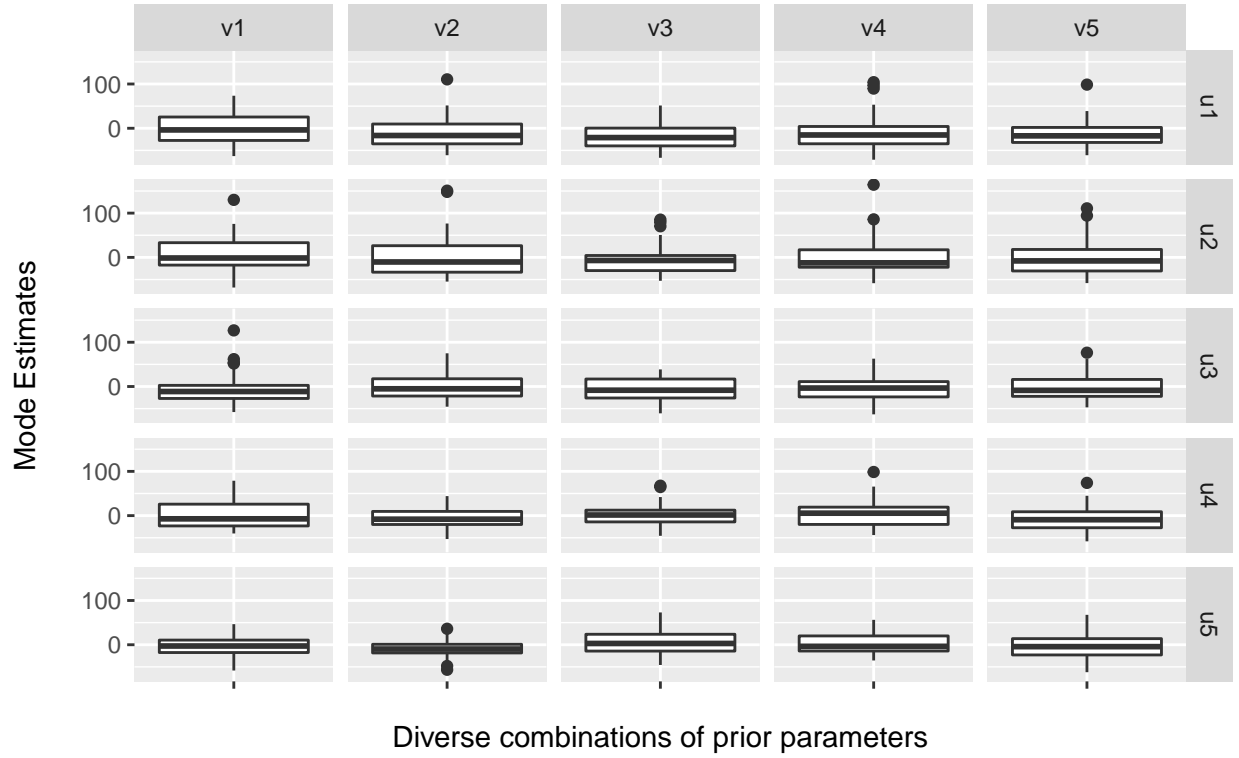 v1 v2 v3 v4 v5
100
0
u1
100
0
u2
100
0
u3
100
0
u4
100
0
u5
Mode Estimates
Diverse combinations of prior parameters